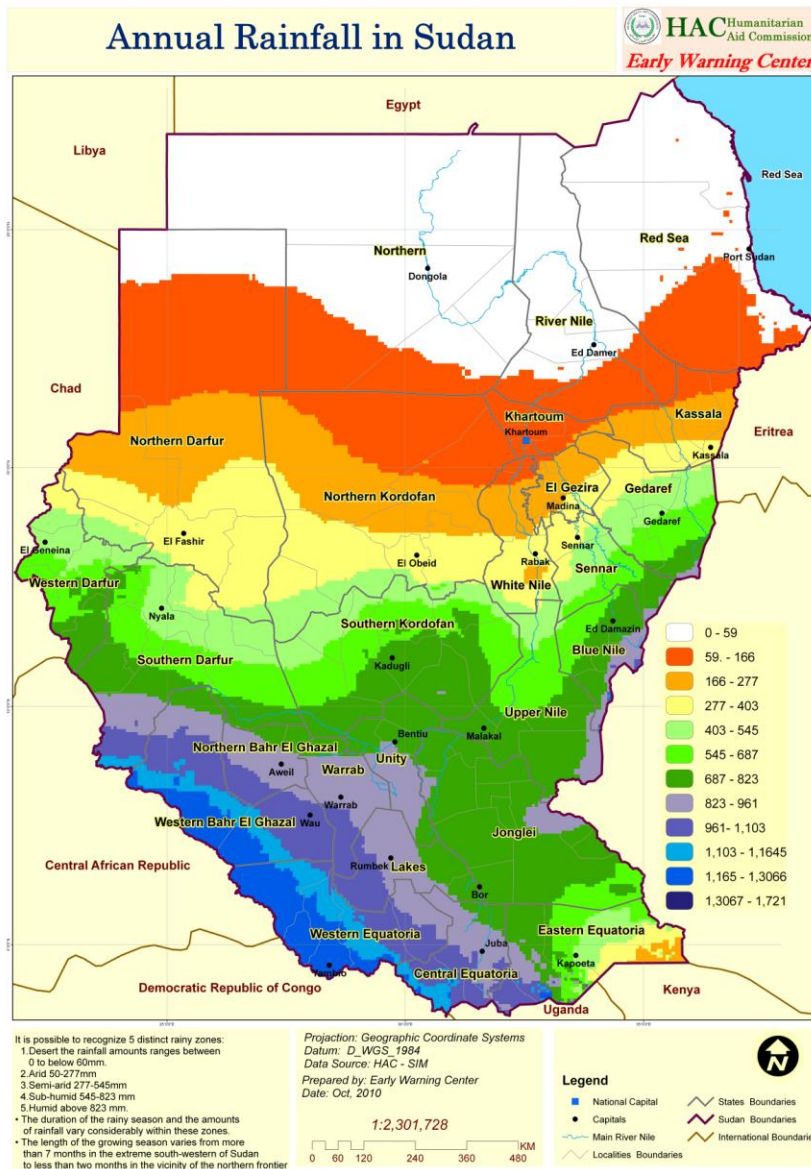 Annual Rainfall in Sudan
HAC Humanitarian
Aid Commission
Early Warning Center
Egypt
Libya
Red Sea
Red Sea
Northern
Port Sudan
Dongola
River Nile
Ed Damer
Chad
Khartoum
Kassala
Khartoum
Eritrea
Northern Darfur
Kassala
El Gezira
Gedaref
Northern Kordofan
Madina
Gedaref
El Fashir
Sennar
El Geneina
El Obeid
Rabak
Sennar
Western Darfur
White Nile
Nyala
Southern Kordofan
Ed Damazin
Blue Nile
Southern Darfur
Kadugli
Upper Nile
Malakal
Bentiu
Northern Bahr El Ghazal
Unity
Aweil
Warrab
Warrab
Western Bahr El Ghazal
Wau
Jonglei
Central African Republic
Rumbek
Lakes
Bor
Western Equatoria
Eastern Equatoria
Juba
Kapoeta
Yambio
Central Equatoria
Democratic Republic of Congo
Kenya
Uganda
0 - 59
59. - 166
166 - 277
277 - 403
403 - 545
545 - 687
687 - 823
823 - 961
961- 1,103
1,103 - 1,1645
1,165 - 1,3066
1,3067 - 1,721
It is possible to recognize 5 distinct rainy zones:
1.Desert the rainfall amounts ranges between
0 to below 60mm.
2.Arid 50-277mm
3.Semi-arid 277-545mm
4.Sub-humid 545-823 mm
5.Humid above 823 mm.
• The duration of the rainy season and the amounts
of rainfall vary considerably within these zones.
• The length of the growing season varies from more
than 7 months in the extreme south-western of Sudan
to less than two months in the vicinity of the northern frontier
Projection: Geographic Coordinate Systems
Datum: D_WGS_1984
Data Source: HAC - SIM
Prepared by: Early Warning Center
Date: Oct, 2010
1:2,301,728
0 60 120 240 360 480 KM
N
Legend
National Capital
Capitals
Main River Nile
Localities Boundaries
States Boundaries
Sudan Boundaries
International Boundaries